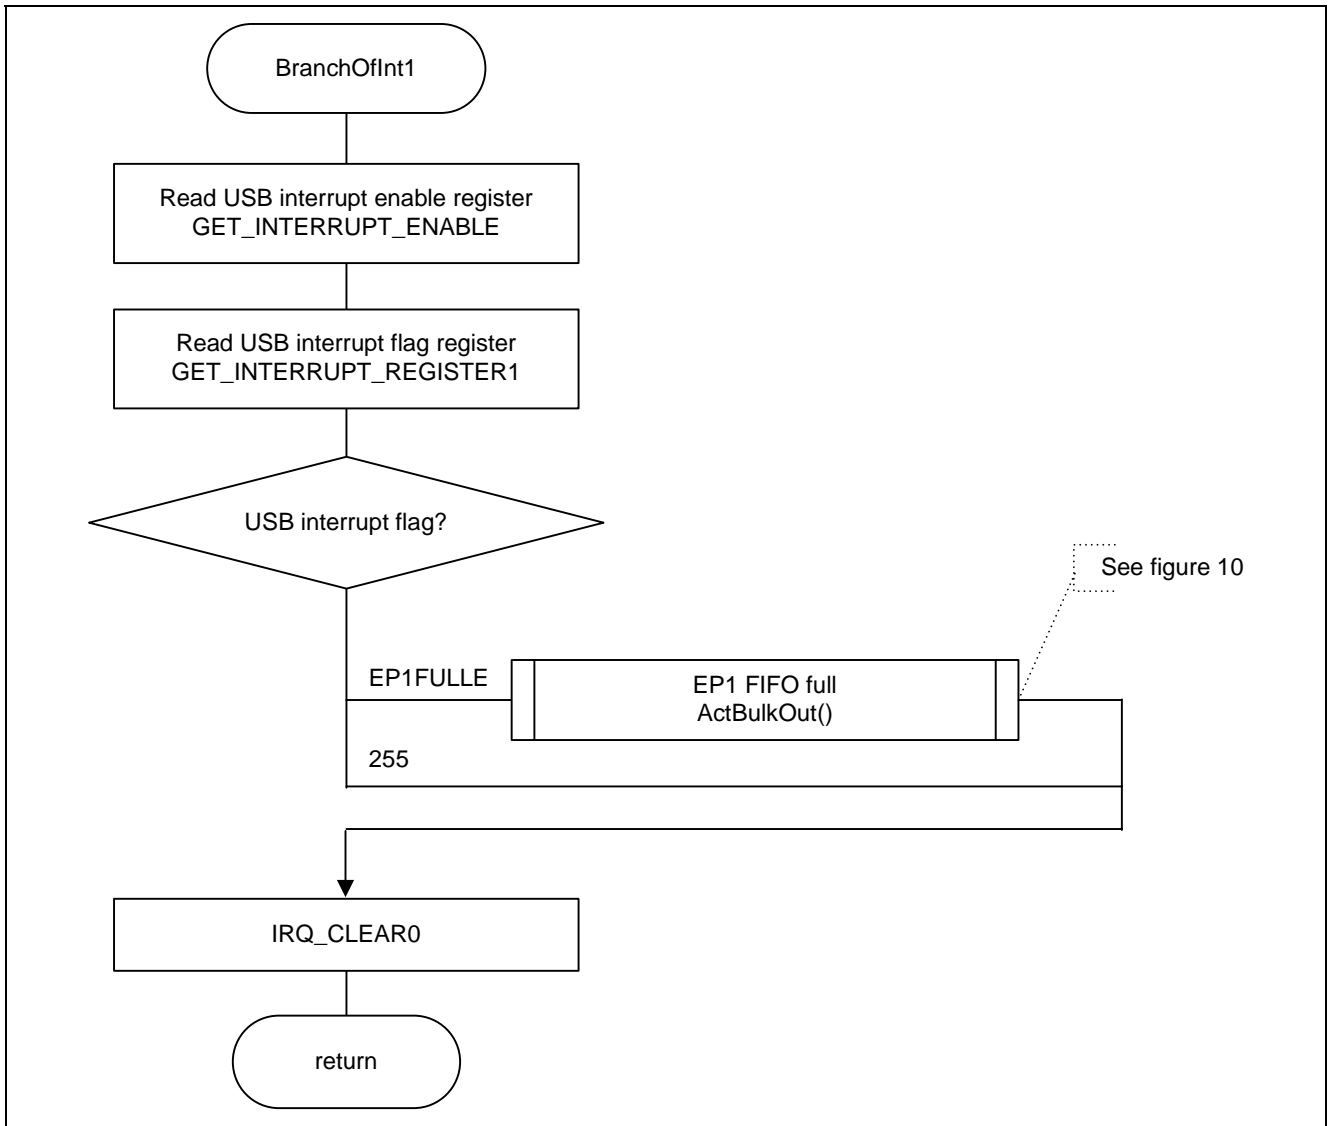 BranchOfInt1
Read USB interrupt enable register
GET_INTERRUPT_ENABLE
Read USB interrupt flag register
GET_INTERRUPT_REGISTER1
USB interrupt flag?
See figure 10
EP1FULLE
EP1 FIFO full
ActBulkOut()
255
IRQ_CLEAR0
return